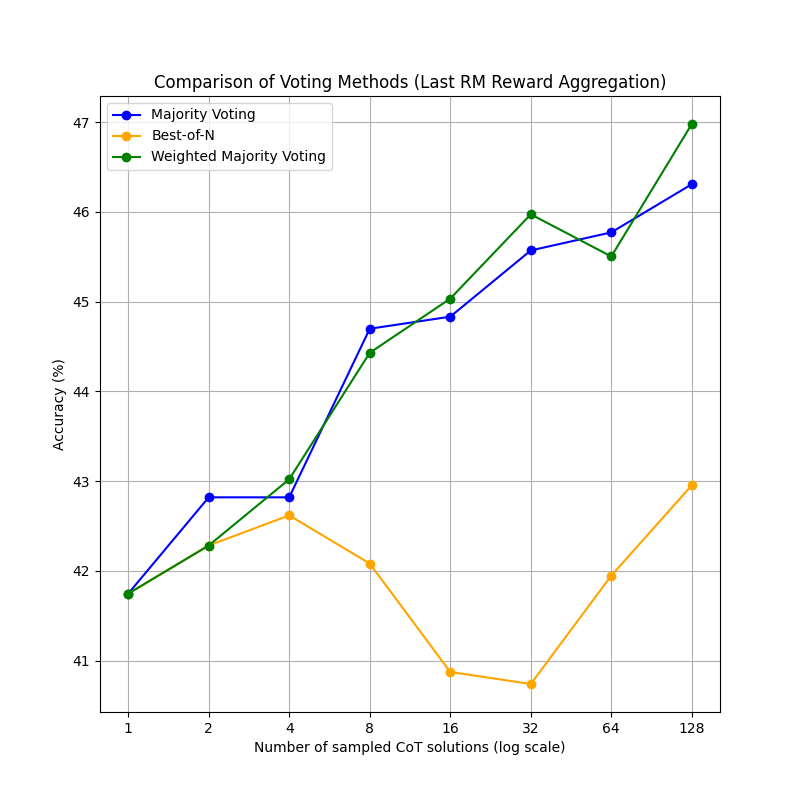 Comparison of Voting Methods (Last RM Reward Aggregation)
Majority Voting
Best-of-N
Weighted Majority Voting
47
46
45
44
43
42
41
Accuracy (%)
1 2 4 8 16 32 64 128
Number of sampled CoT solutions (log scale)